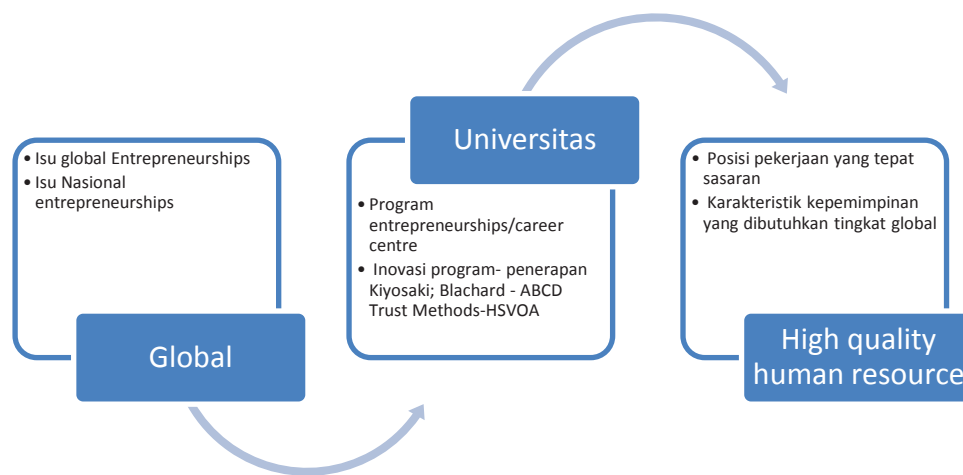 • Isu global Entrepreneurships
• Isu Nasional
entrepreneurships
Global
Universitas
• Program
entrepreneurships/career
centre
• Inovasi program- penerapan
Kiyosaki; Blachard - ABCD
Trust Methods-HSVOA
• Posisi pekerjaan yang tepat
sasaran
• Karakteristik kepemimpinan
yang dibutuhkan tingkat global
High quality
human resource